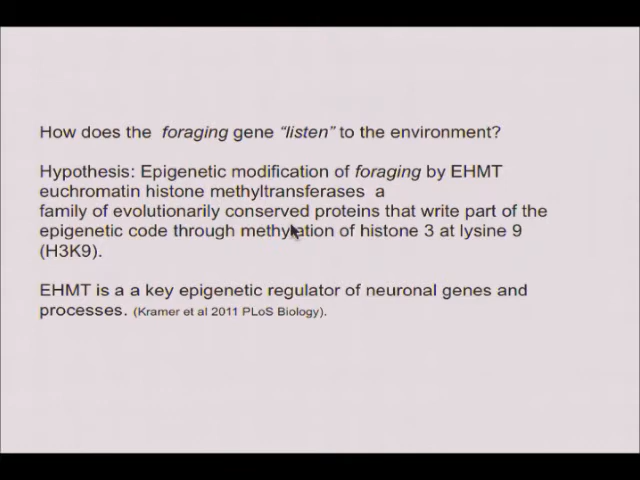 How does the foraging gene “listen” to the environment?
Hypothesis: Epigenetic modification of foraging by EHMT
euchromatin histone methyltransferases a
family of evolutionarily conserved proteins that write part of the
epigenetic code through methylation of histone 3 at lysine 9
(H3K9).
EHMT is a a key epigenetic regulator of neuronal genes and
processes. (Kramer et al 2011 PLoS Biology).